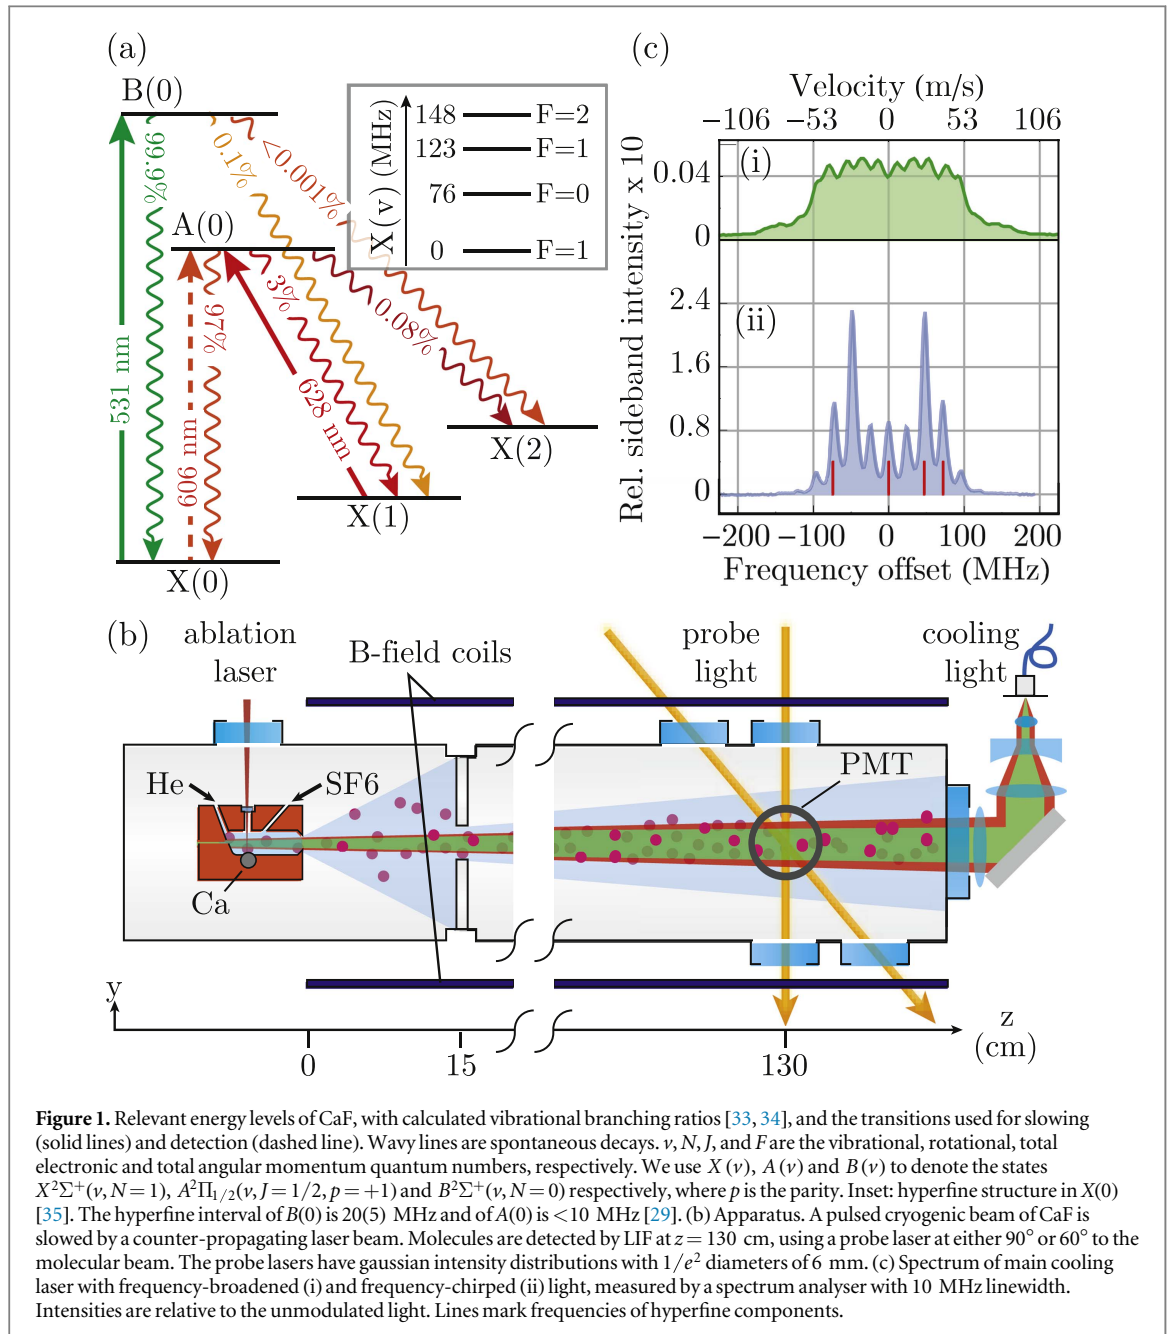 (a)
B(0)
99.9%
0.1%
<0.001%
X(v) (MHz)
148 F=2
123 F=1
76 F=0
0 F=1
A(0)
531 nm
606 nm
97%
3%
628 nm
0.08%
X(2)
X(1)
X(0)
(c)
Velocity (m/s)
−106 −53 0 53 106
Rel. sideband intensity x 10
(i)
0.04
0
2.4
(ii)
1.6
0.8
0
−200 −100 0 100 200
Frequency offset (MHz)
(b)
ablation
laser
B-field coils
probe
light
cooling
light
He
SF6
PMT
Ca
y
z
(cm)
0 15 130
Figure 1. Relevant energy levels of CaF, with calculated vibrational branching ratios [33, 34], and the transitions used for slowing
(solid lines) and detection (dashed line). Wavy lines are spontaneous decays. v, N, J, and F are the vibrational, rotational, total
electronic and total angular momentum quantum numbers, respectively. We use X (v), A (v) and B (v) to denote the states
X²Σ⁺(v, N = 1), A²Π₁/₂(v, J = 1/2, p = +1) and B²Σ⁺(v, N = 0) respectively, where p is the parity. Inset: hyperfine structure in X(0)
[35]. The hyperfine interval of B(0) is 20(5) MHz and of A(0) is <10 MHz [29]. (b) Apparatus. A pulsed cryogenic beam of CaF is
slowed by a counter-propagating laser beam. Molecules are detected by LIF at z = 130 cm, using a probe laser at either 90° or 60° to the
molecular beam. The probe lasers have gaussian intensity distributions with 1/e² diameters of 6 mm. (c) Spectrum of main cooling
laser with frequency-broadened (i) and frequency-chirped (ii) light, measured by a spectrum analyser with 10 MHz linewidth.
Intensities are relative to the unmodulated light. Lines mark frequencies of hyperfine components.